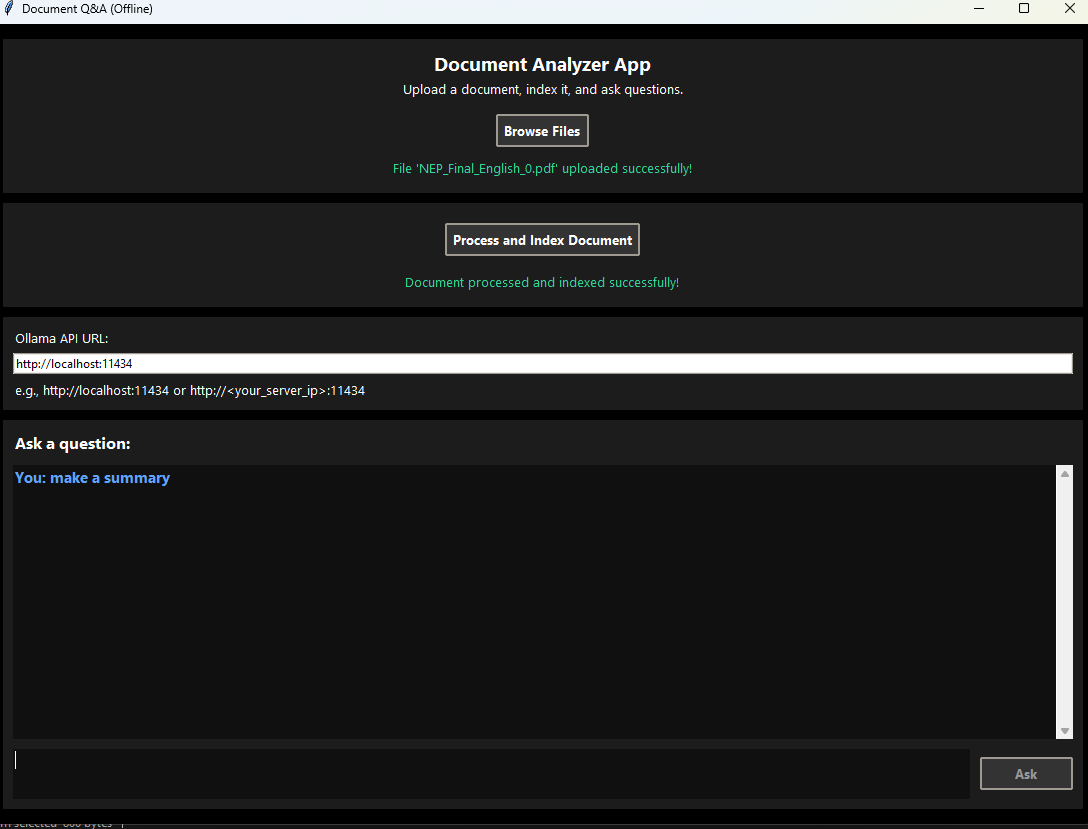 Document Q&A (Offline)
Document Analyzer App
Upload a document, index it, and ask questions.
Browse Files
File 'NEP_Final_English_0.pdf' uploaded successfully!
Process and Index Document
Document processed and indexed successfully!
Ollama API URL:
http://localhost:11434
e.g., http://localhost:11434 or http://<your_server_ip>:11434
Ask a question:
You: make a summary
Ask
selected
bytes